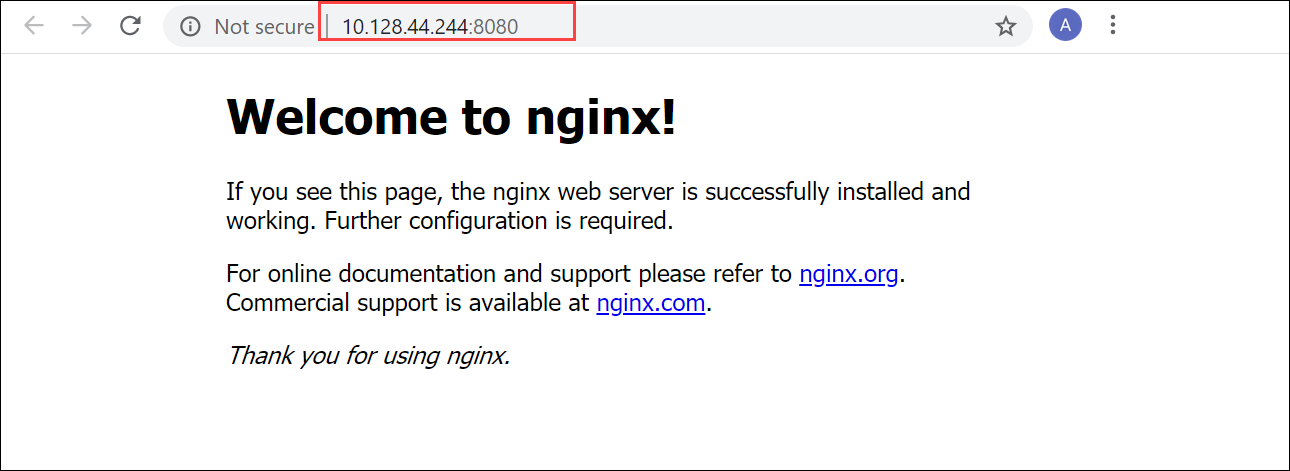 Not secure | 10.128.44.244:8080
A
Welcome to nginx!
If you see this page, the nginx web server is successfully installed and
working. Further configuration is required.
For online documentation and support please refer to nginx.org.
Commercial support is available at nginx.com.
Thank you for using nginx.